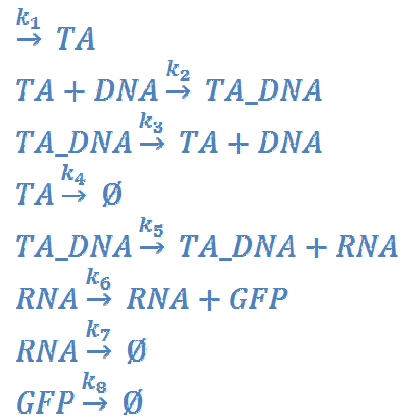 k₁→ TA
TA + DNA k₂→ TA_DNA
TA_DNA k₃→ TA + DNA
TA k₄→ Ø
TA_DNA k₅→ TA_DNA + RNA
RNA k₆→ RNA + GFP
RNA k₇→ Ø
GFP k₈→ Ø